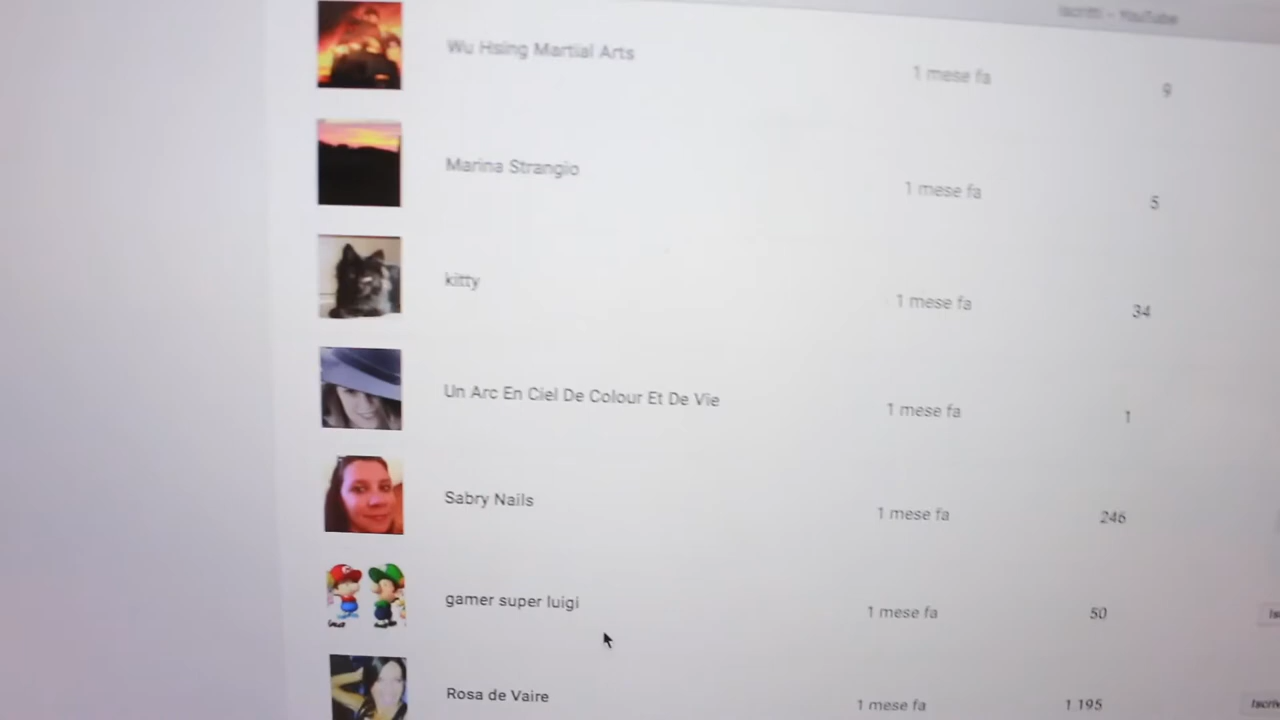 Iscritti - YouTube
Wu Hsing Martial Arts 1 mese fa 9
Marina Strangio 1 mese fa 5
kitty 1 mese fa 34
Un Arc En Ciel De Colour Et De Vie 1 mese fa 1
Sabry Nails 1 mese fa 246
gamer super luigi 1 mese fa 50
Rosa de Vaire 1 mese fa 1 195